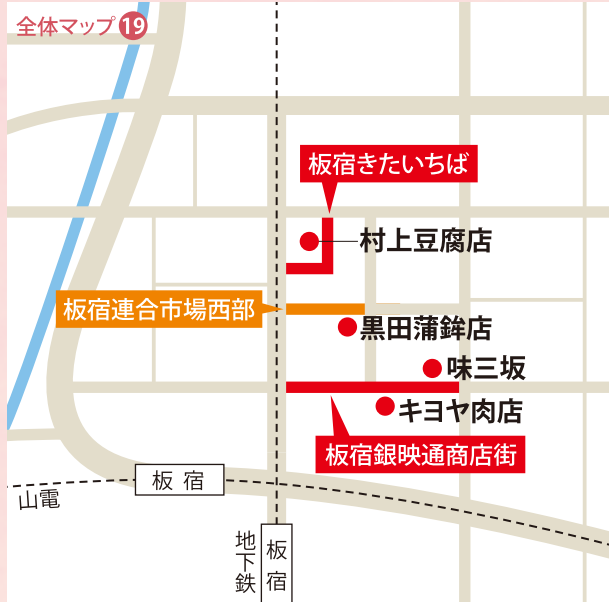 全体マップ 19
板宿きたいちば
村上豆腐店
板宿連合市場西部
黒田蒲鉾店
味三坂
キヨヤ肉店
板宿銀映通商店街
板宿
山電
地下鉄
板宿